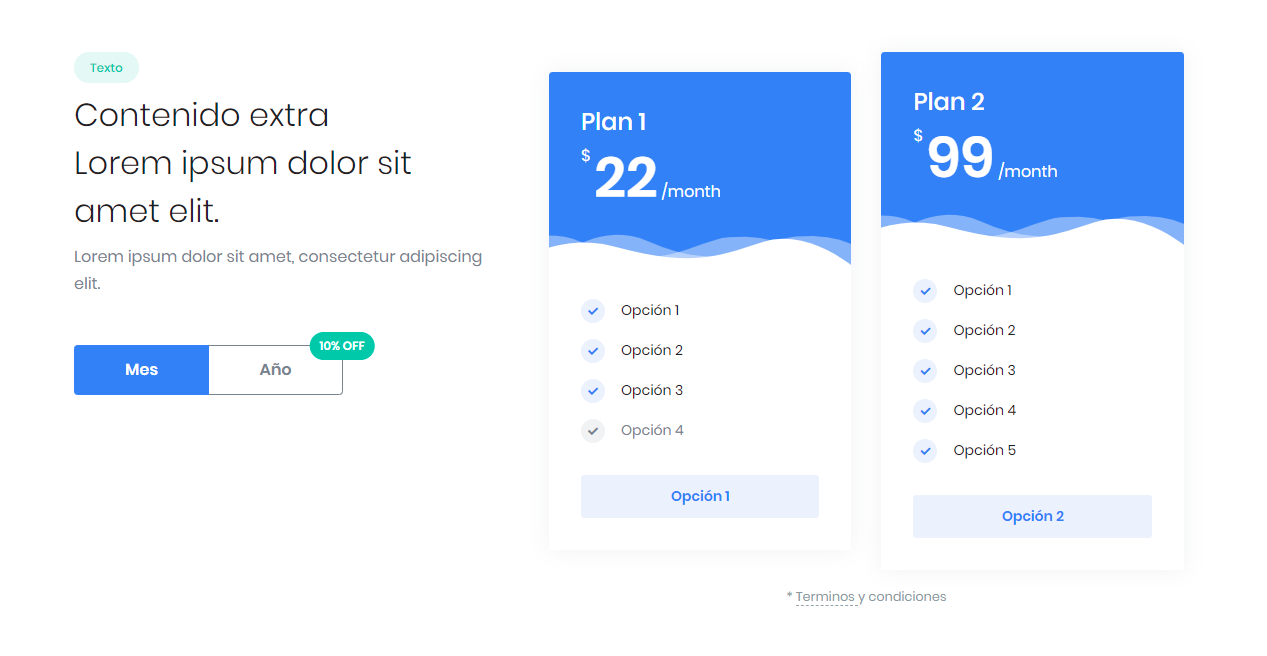 Texto
Contenido extra
Lorem ipsum dolor sit
amet elit.
Lorem ipsum dolor sit amet, consectetur adipiscing
elit.
Mes
Año
10% OFF
Plan 1
$ 22 /month
Opción 1
Opción 2
Opción 3
Opción 4
Opción 1
Plan 2
$ 99 /month
Opción 1
Opción 2
Opción 3
Opción 4
Opción 5
Opción 2
* Terminos y condiciones